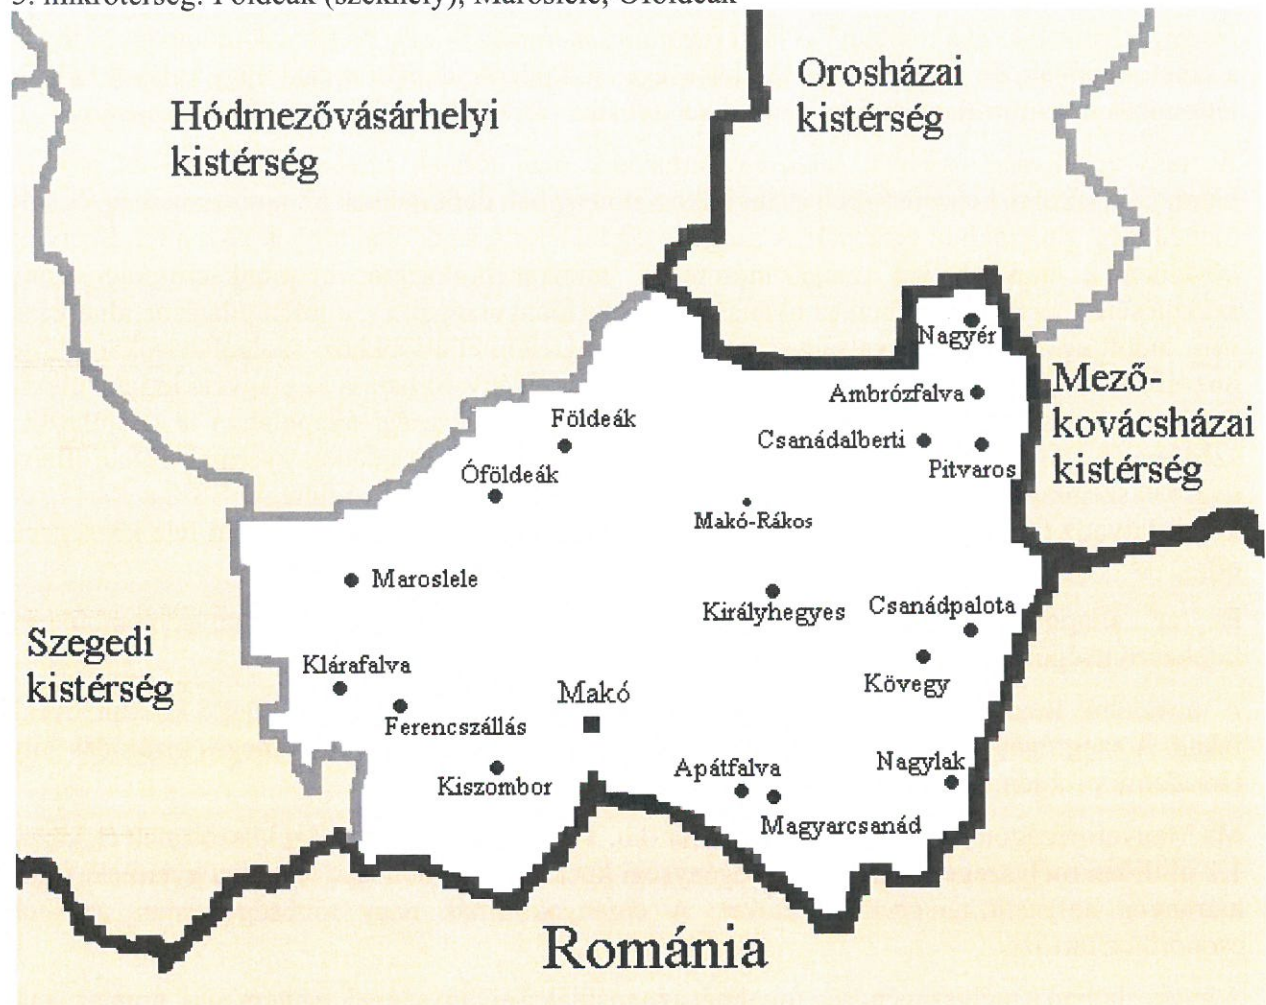 5. mikrotérség: Földeák (székhely), Maroslele, Óföldeák
Orosházai
kistérség
Hódmezővásárhelyi
kistérség
Nagyér
Mező-
kovácsházai
kistérség
Ambrózfalva
Földeák
Csanádalberti
Pitvaros
Óföldeák
Makó-Rákos
Maroslele
Királyhegyes
Csanádpalota
Szegedi
kistérség
Klárafalva
Kövegy
Makó
Ferencszállás
Apátfalva
Nagylak
Kiszombor
Magyarcsanád
Románia